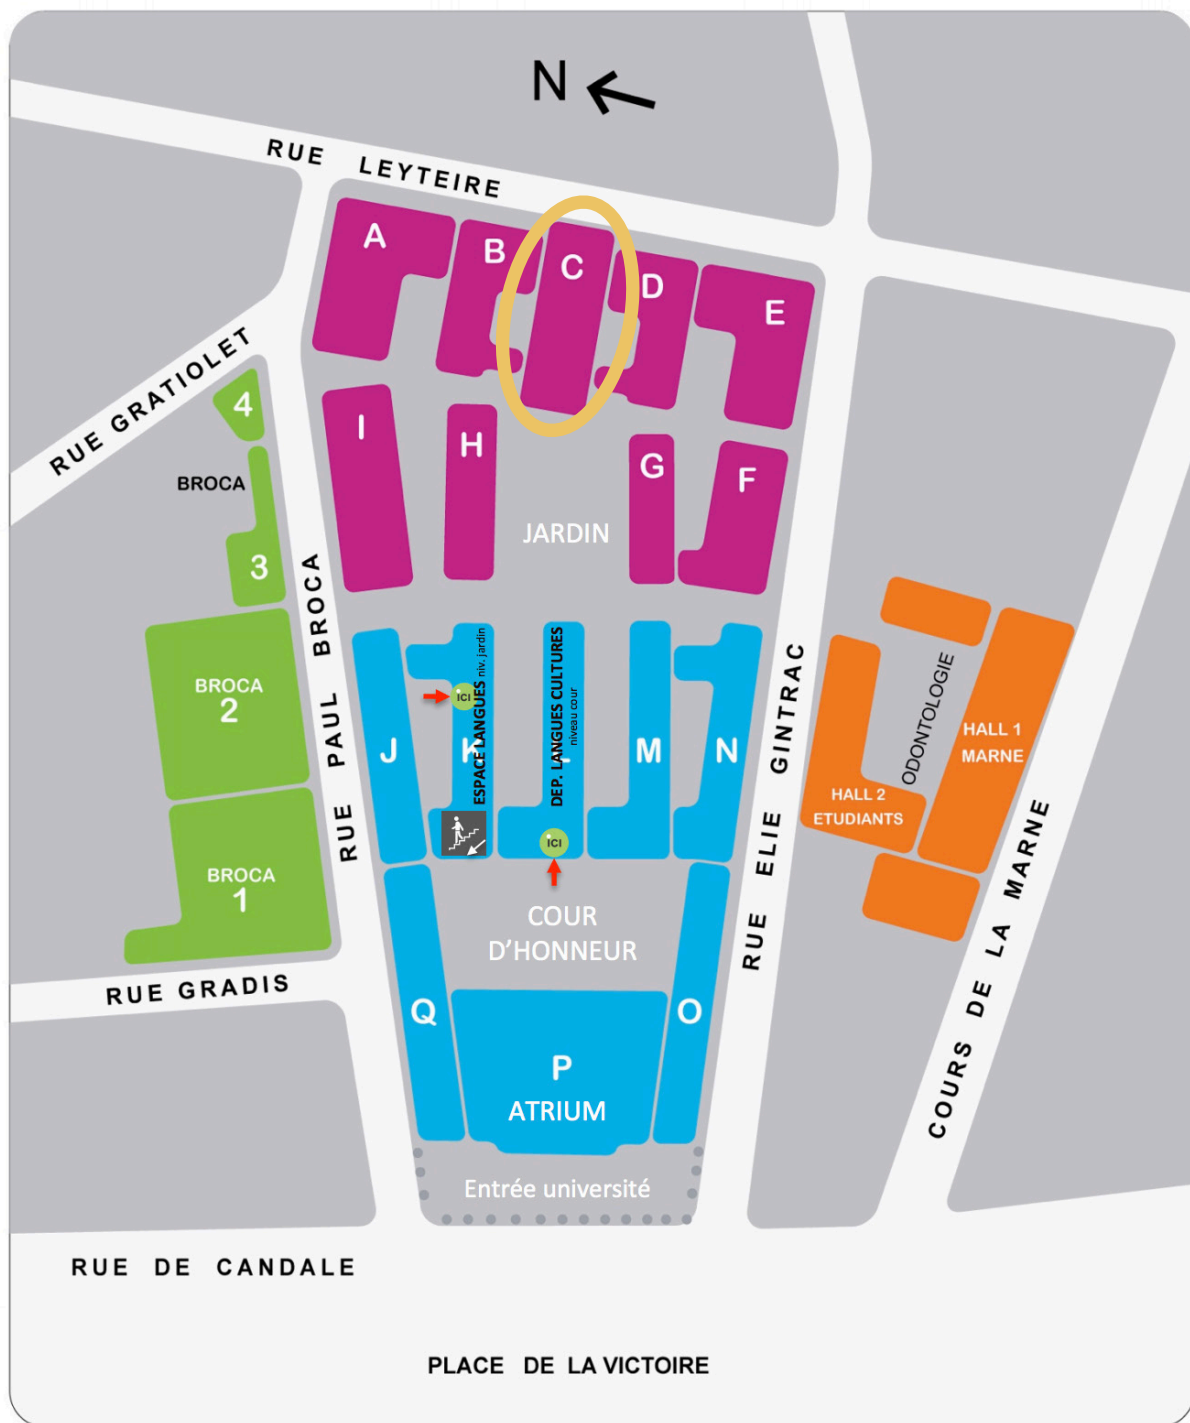 N
RUE LEYTEIRE
A
B
C
D
E
RUE GRATIOLET
4
BROCA
3
I
H
G
F
JARDIN
RUE PAUL BROCA
BROCA
2
BROCA
1
J
K
ESPACE LANGUES niv. jardin
ICI
DEP. LANGUES CULTURES
niveau cour
ICI
M
N
RUE ELIE GINTRAC
ODONTOLOGIE
HALL 1
MARNE
HALL 2
ETUDIANTS
COURS DE LA MARNE
COUR
D'HONNEUR
RUE GRADIS
Q
O
P
ATRIUM
Entrée université
RUE DE CANDALE
PLACE DE LA VICTOIRE